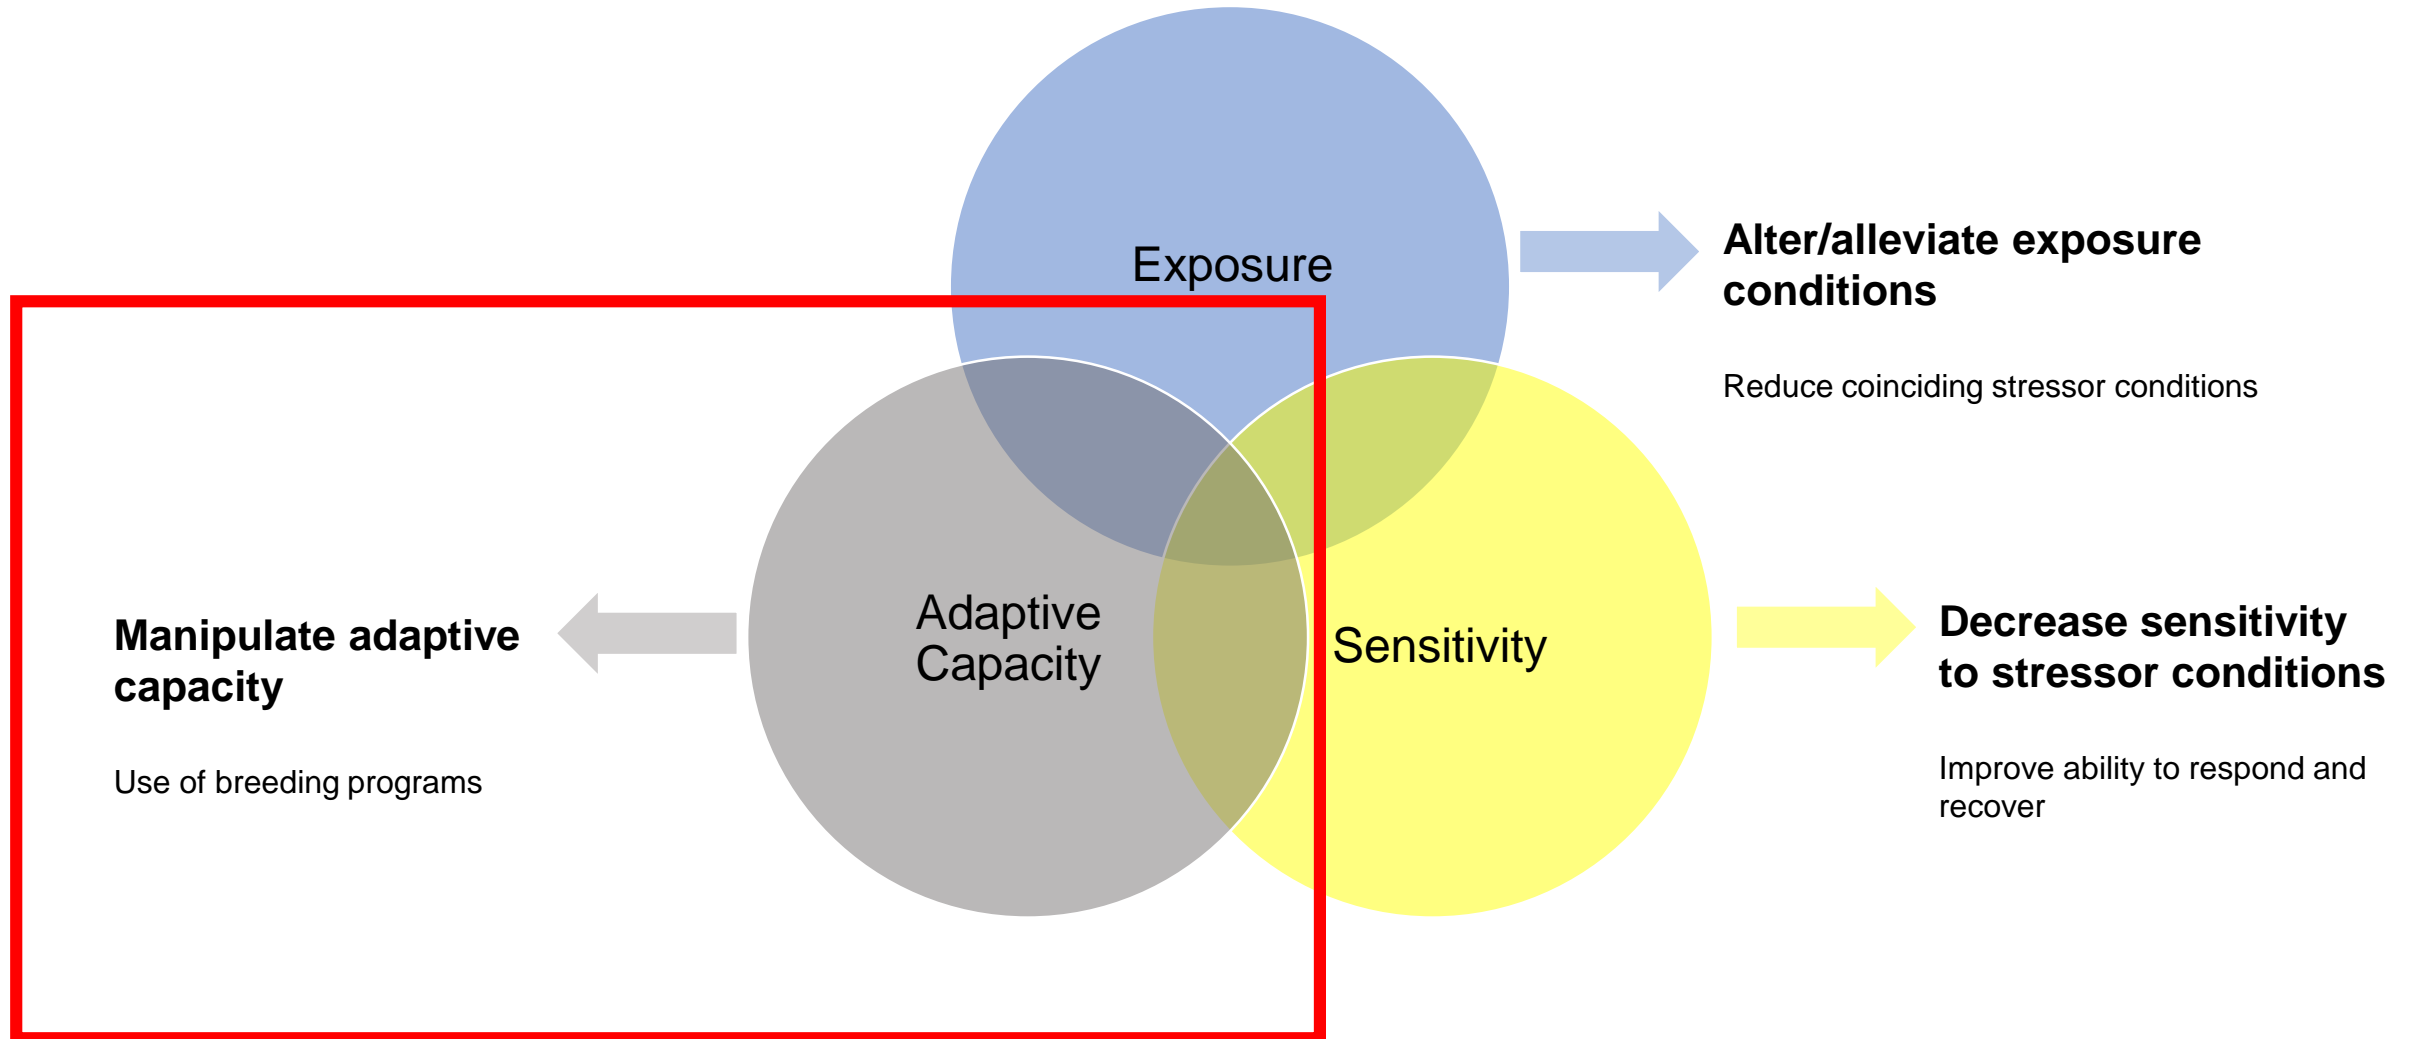 Exposure
Alter/alleviate exposure
conditions
Reduce coinciding stressor conditions
Adaptive
Capacity
Sensitivity
Manipulate adaptive
capacity
Use of breeding programs
Decrease sensitivity
to stressor conditions
Improve ability to respond and
recover